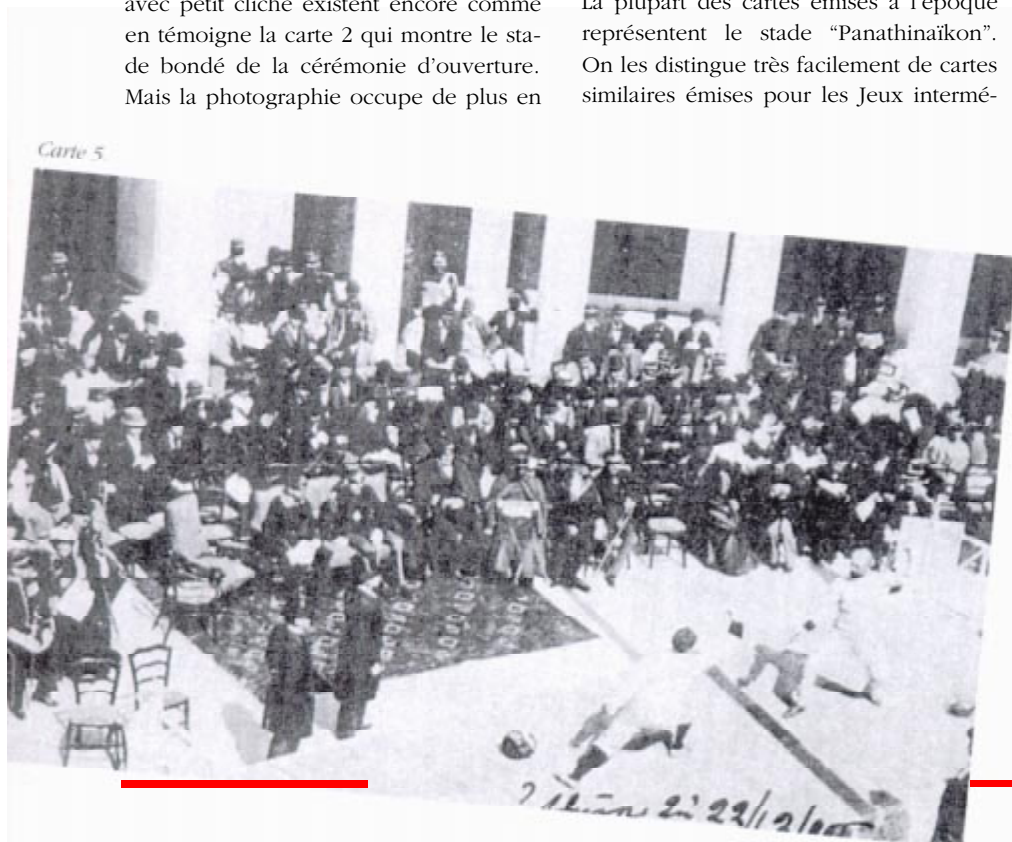 avec petit cliché existent encore comme
en témoigne la carte 2 qui montre le sta-
de bondé de la cérémonie d'ouverture.
Mais la photographie occupe de plus en
La plupart des cartes émises à l'époque
représentent le stade “Panathinaïkon”.
On les distingue très facilement de cartes
similaires émises pour les Jeux intermé-
Carte 5
22/12/